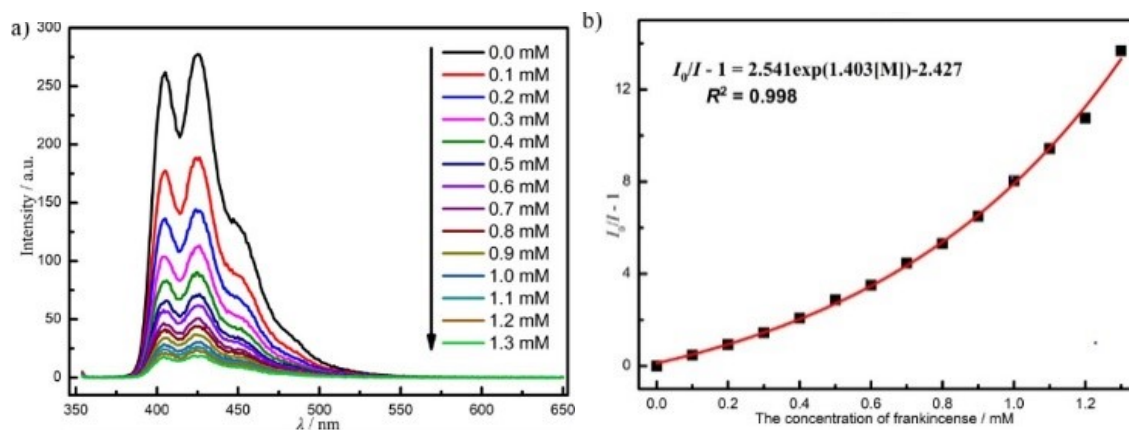 a)
300
250
200
150
100
50
0
Intensity / a.u.
350 400 450 500 550 600 650
λ / nm
0.0 mM
0.1 mM
0.2 mM
0.3 mM
0.4 mM
0.5 mM
0.6 mM
0.7 mM
0.8 mM
0.9 mM
1.0 mM
1.1 mM
1.2 mM
1.3 mM
b)
I₀/I - 1 = 2.541exp(1.403[M])-2.427
R² = 0.998
12
8
4
0
I₀/I - 1
0.0 0.2 0.4 0.6 0.8 1.0 1.2
The concentration of frankincense / mM